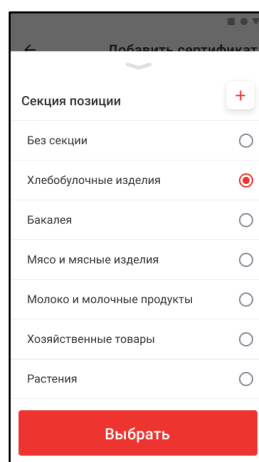 Добавить сертификат
Секция позиции
+
Без секции
Хлебобулочные изделия
Бакалея
Мясо и мясные изделия
Молоко и молочные продукты
Хозяйственные товары
Растения
Выбрать